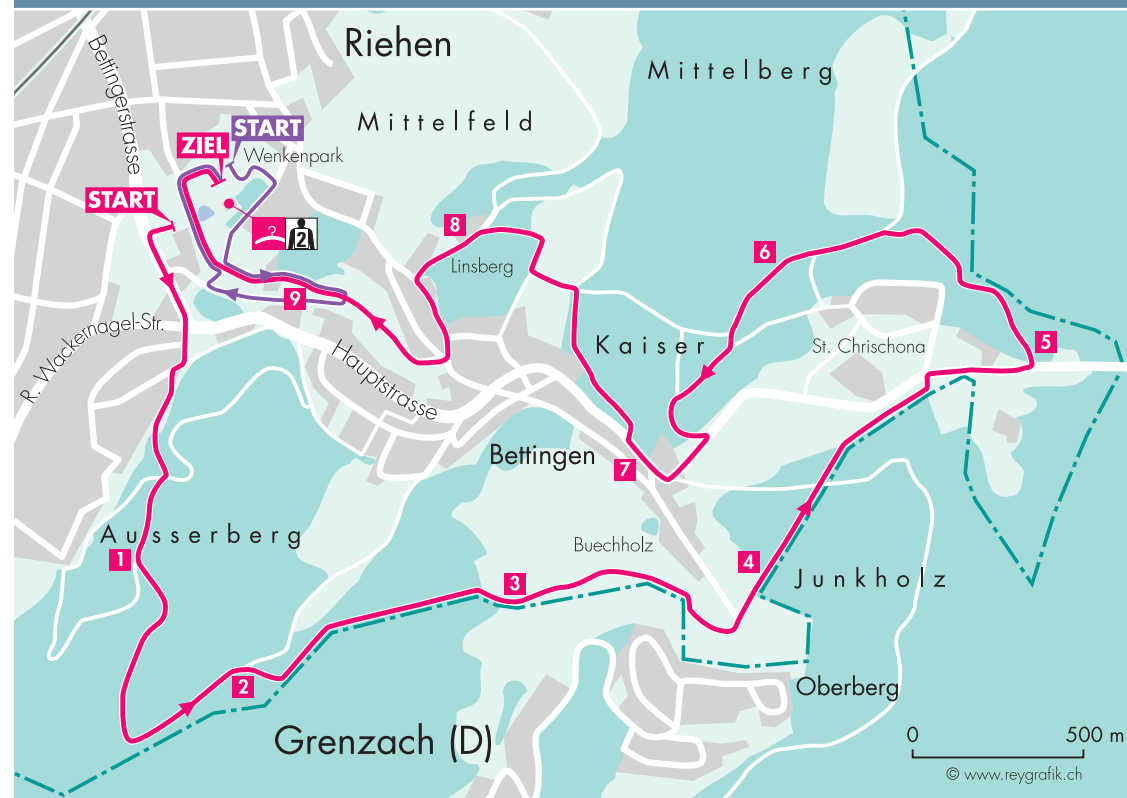 Riehen
Mittelberg
Bettingerstrasse
Mittelfeld
START
ZIEL
Wenkenpark
START
2
8
6
Linsberg
9
R. Wackernagel-Str.
Hauptstrasse
Kaiser
St. Chrischona
5
Bettingen
7
Ausserberg
1
Buechholz
4
3
Junkholz
2
Oberberg
Grenzach (D)
0 500 m
© www.reygrafik.ch